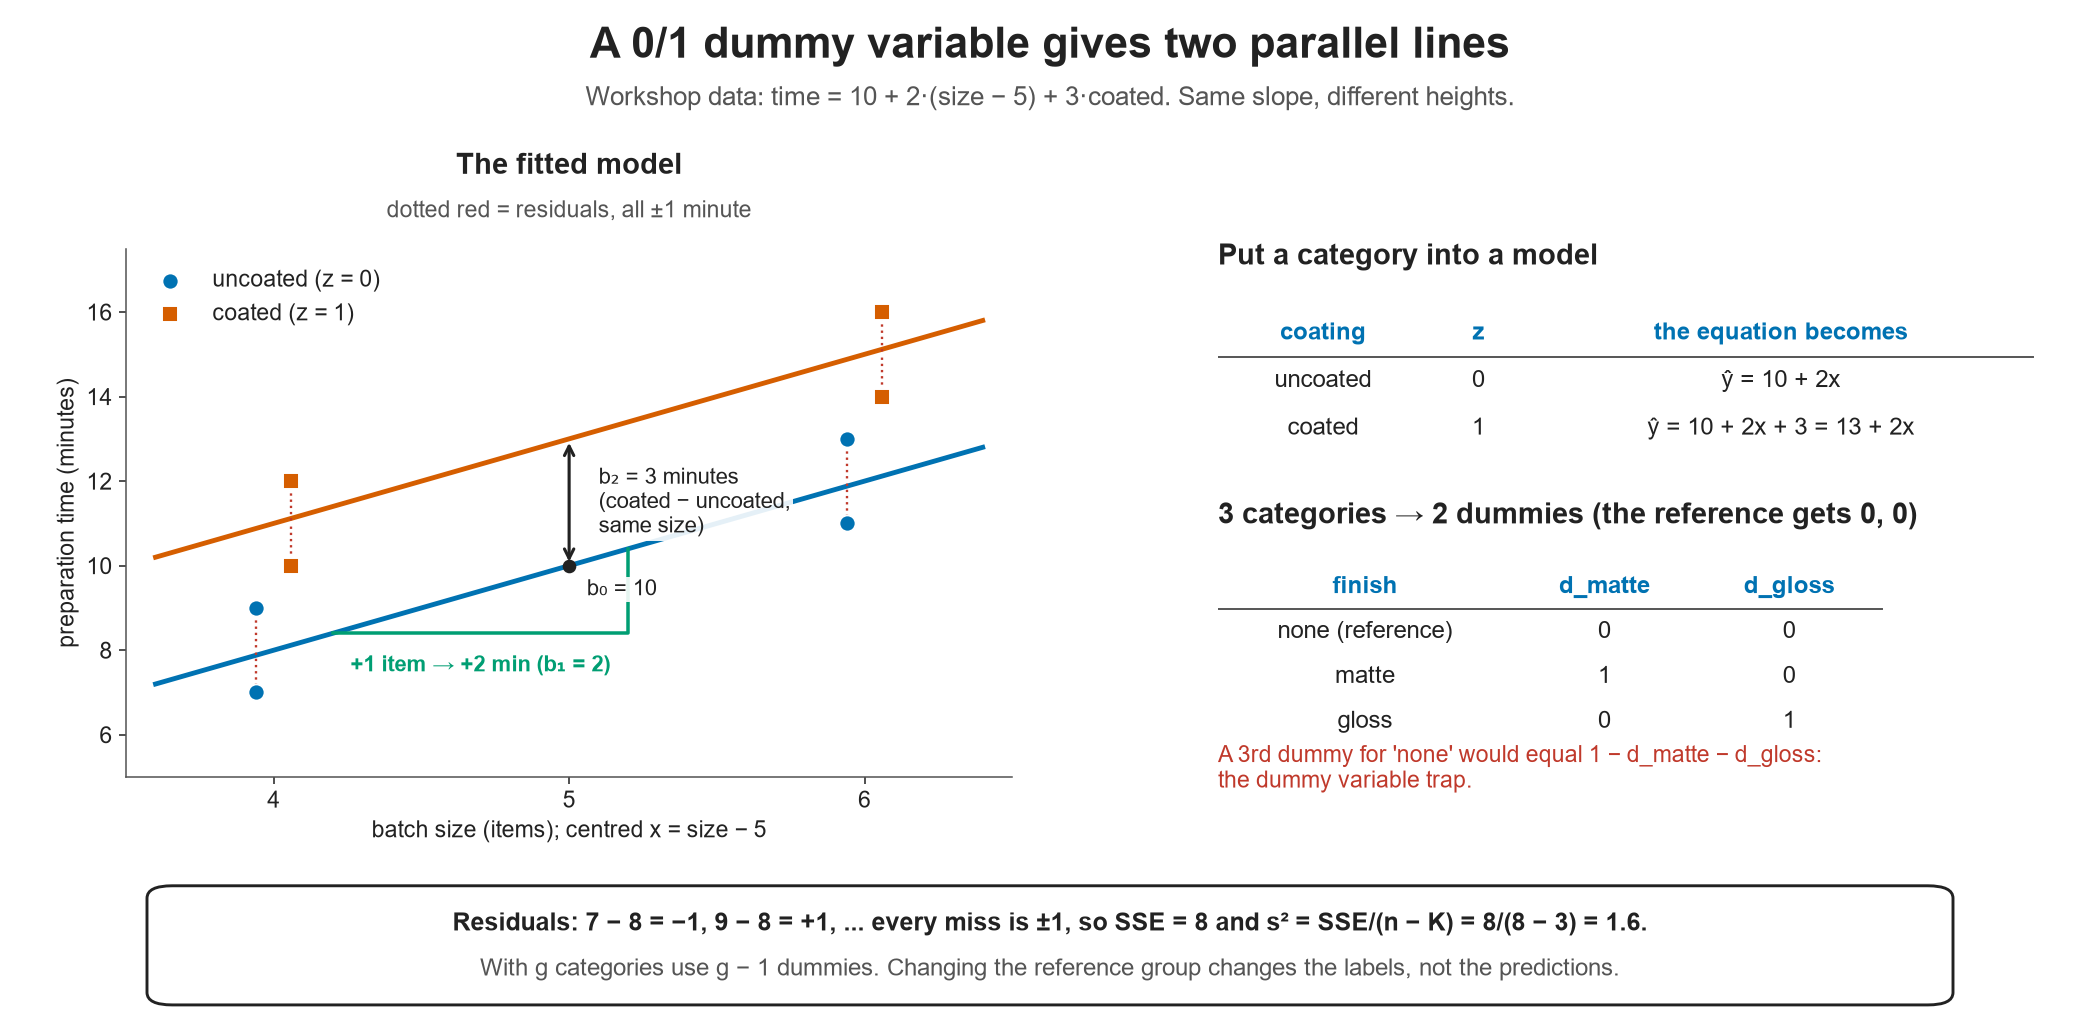 A 0/1 dummy variable gives two parallel lines
Workshop data: time = 10 + 2·(size − 5) + 3·coated. Same slope, different heights.
The fitted model
dotted red = residuals, all ±1 minute
uncoated (z = 0)
coated (z = 1)
preparation time (minutes)
16
14
12
10
8
6
b₂ = 3 minutes
(coated − uncoated,
same size)
b₀ = 10
+1 item → +2 min (b₁ = 2)
4 5 6
batch size (items); centred x = size − 5
Put a category into a model
coating z the equation becomes
uncoated 0 ŷ = 10 + 2x
coated 1 ŷ = 10 + 2x + 3 = 13 + 2x
3 categories → 2 dummies (the reference gets 0, 0)
finish d_matte d_gloss
none (reference) 0 0
matte 1 0
gloss 0 1
A 3rd dummy for 'none' would equal 1 − d_matte − d_gloss:
the dummy variable trap.
Residuals: 7 − 8 = −1, 9 − 8 = +1, ... every miss is ±1, so SSE = 8 and s² = SSE/(n − K) = 8/(8 − 3) = 1.6.
With g categories use g − 1 dummies. Changing the reference group changes the labels, not the predictions.